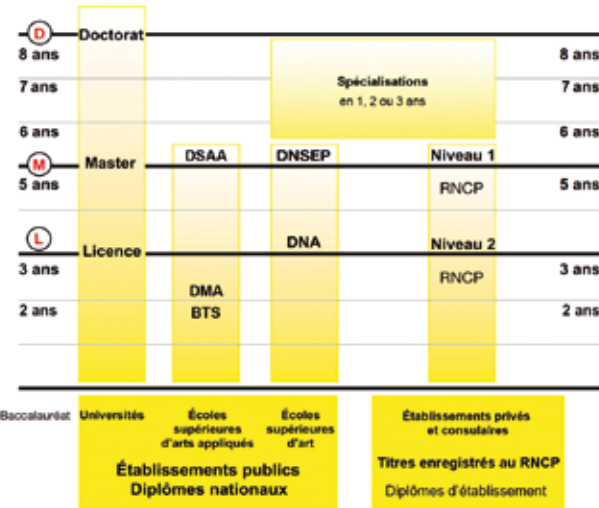 D Doctorat
8 ans 8 ans
Spécialisations
7 ans 7 ans
en 1, 2 ou 3 ans
6 ans 6 ans
DSAA DNSEP Niveau 1
M Master
5 ans RNCP 5 ans
L DNA Niveau 2
Licence
3 ans RNCP 3 ans
DMA
2 ans BTS 2 ans
Baccalauréat Universités Écoles supérieures d'arts appliqués
Écoles supérieures d'art
Établissements privés et consulaires
Établissements publics
Diplômes nationaux
Titres enregistrés au RNCP
Diplômes d'établissement